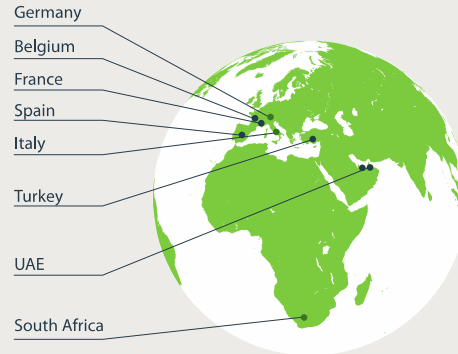 Germany
Belgium
France
Spain
Italy
Turkey
UAE
South Africa